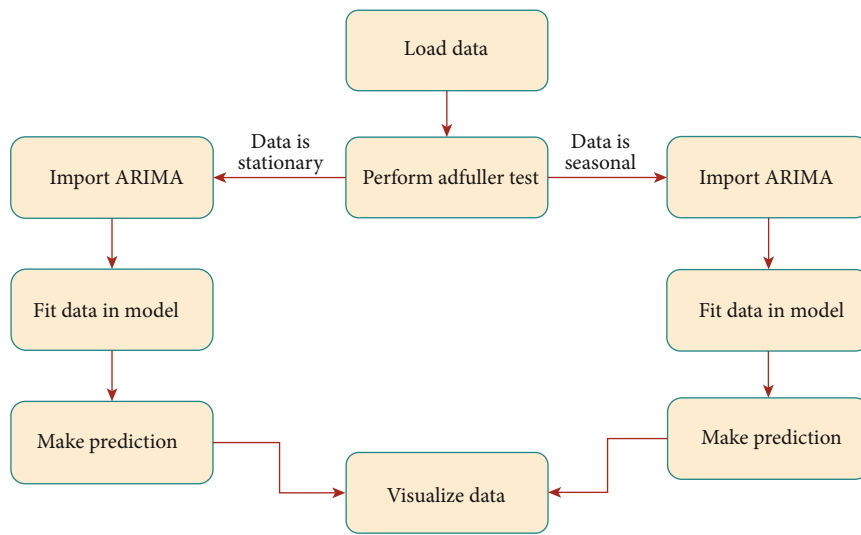 Load data
Data is
stationary
Data is
seasonal
Import ARIMA
Perform adfuller test
Import ARIMA
Fit data in model
Fit data in model
Make prediction
Make prediction
Visualize data